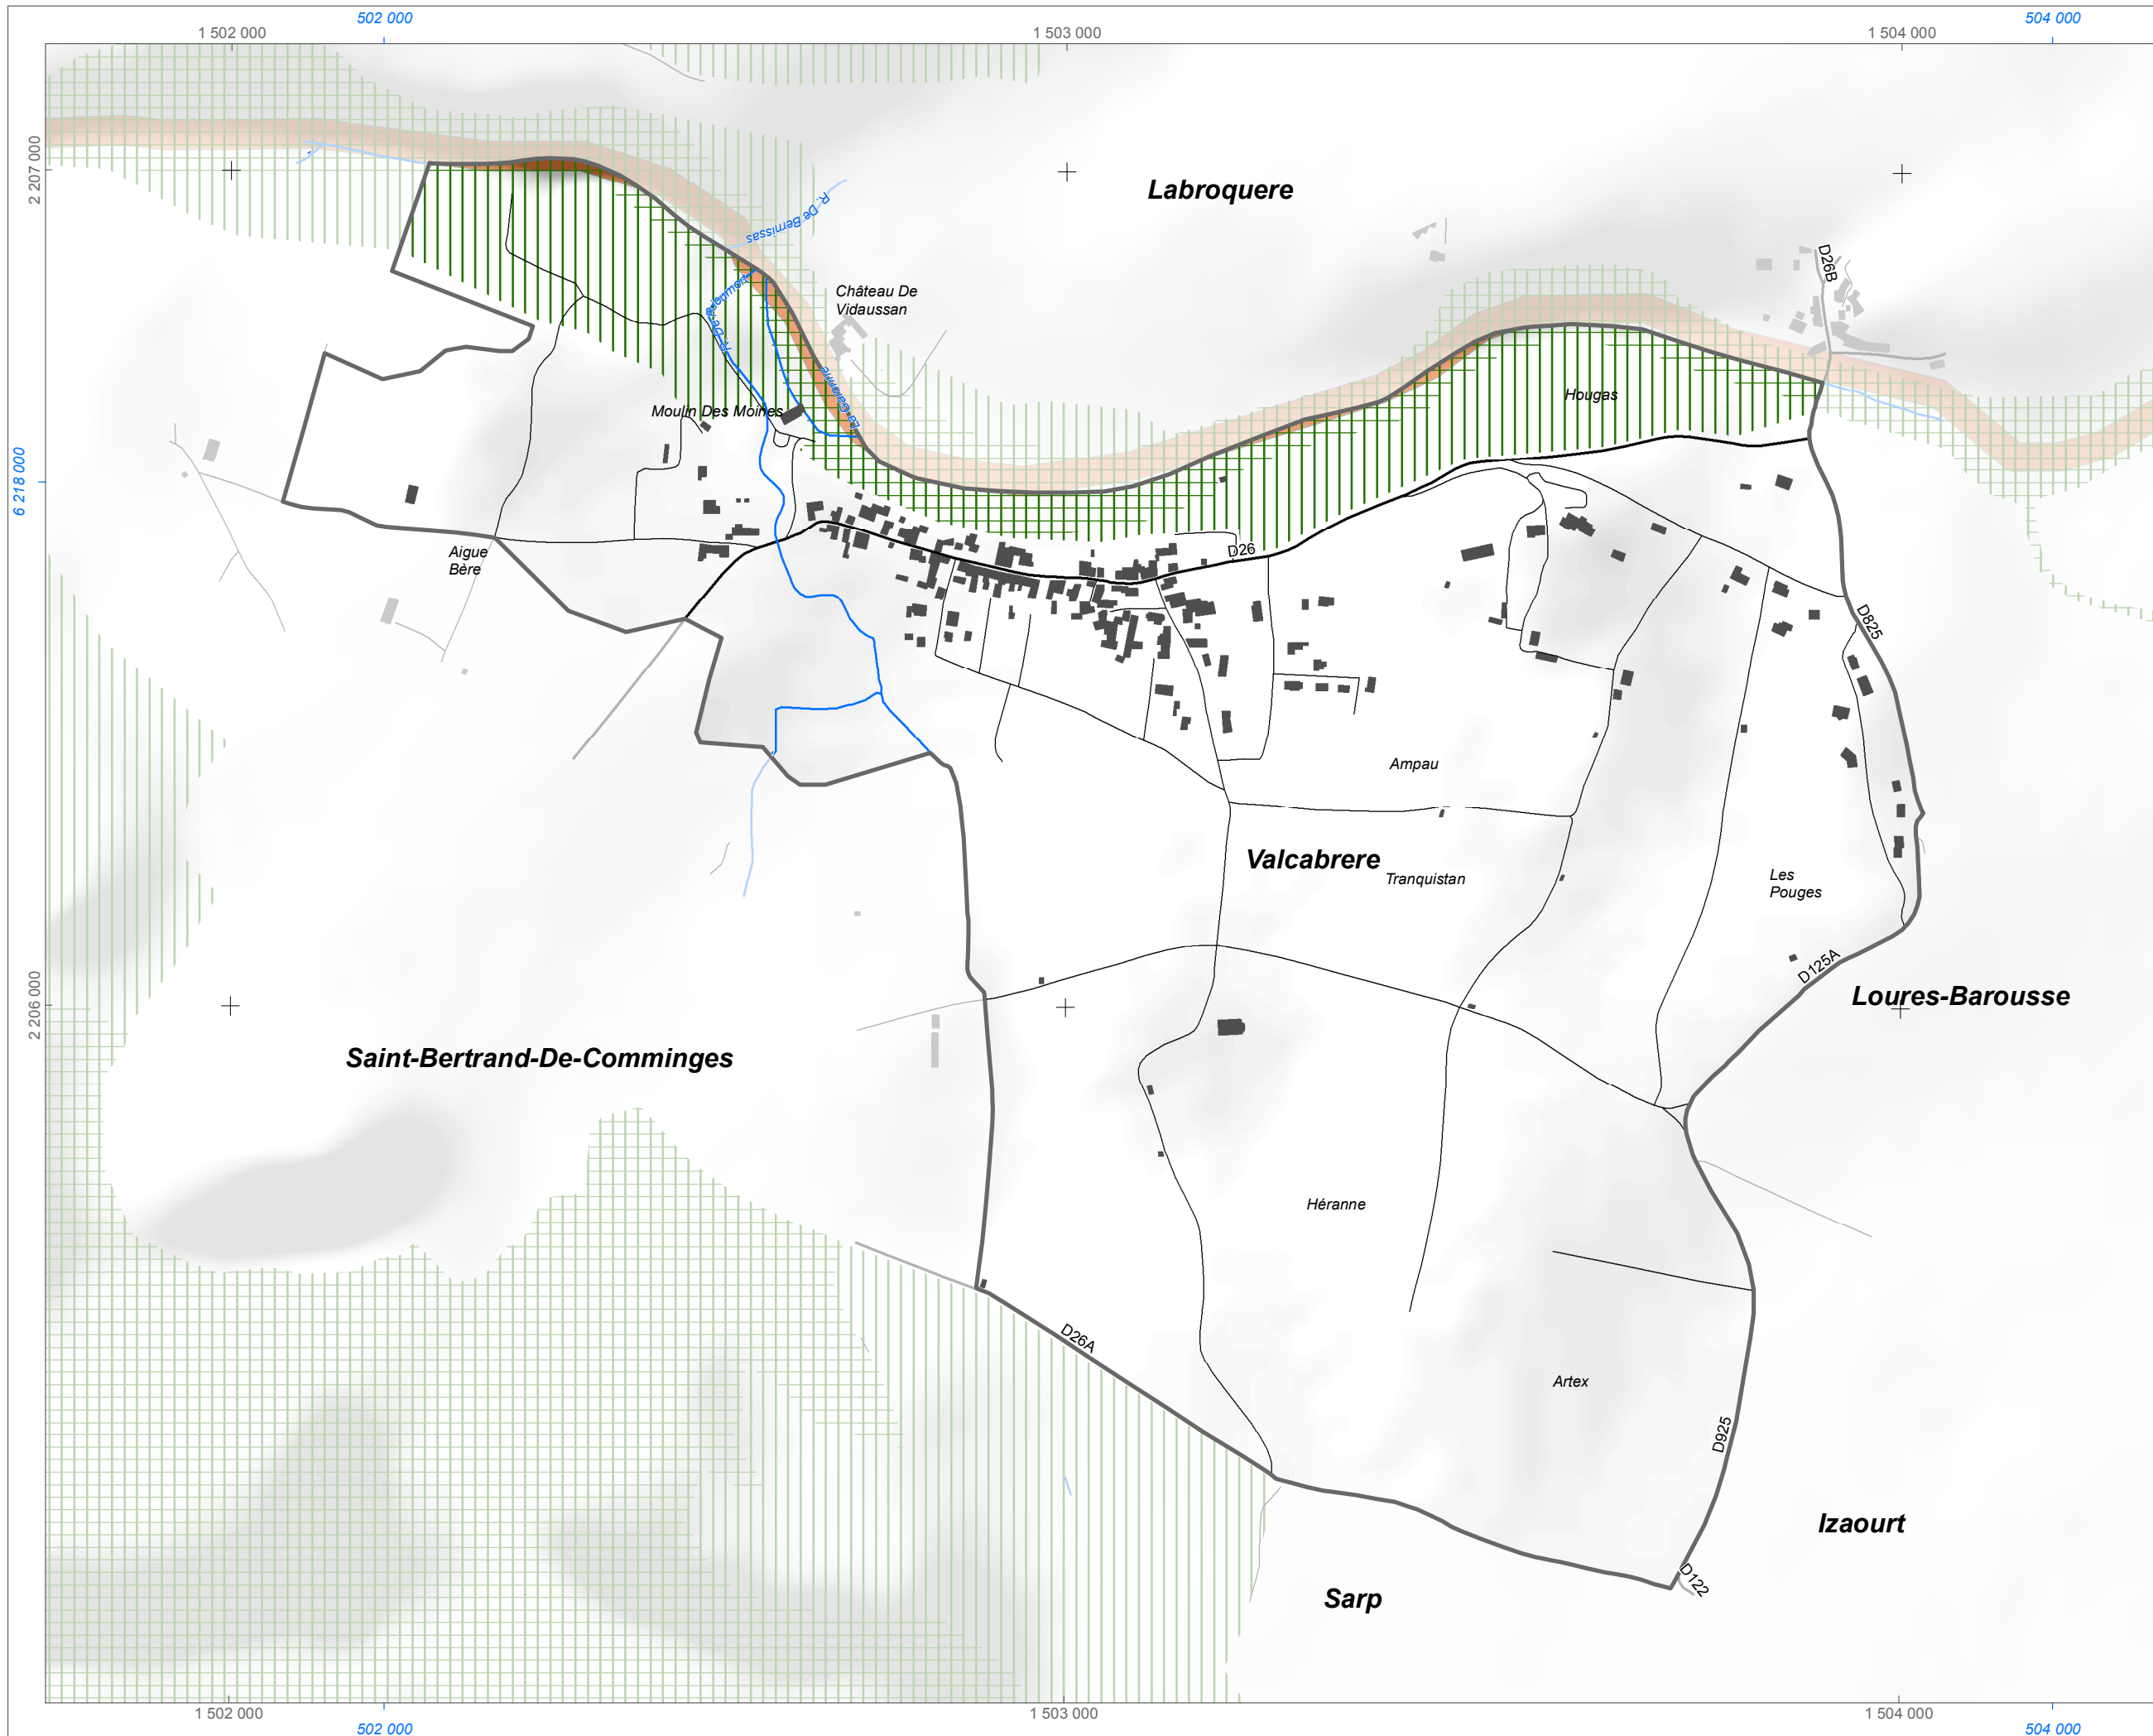 502 000
504 000
1 502 000
1 503 000
1 504 000
2 207 000
Labroquere
R. De Bernissas
D26B
Château De
Vidaussan
La Garonne
Moulin Des Moines
Hougas
6 218 000
Aigue
Bère
D26
D825
Ampau
Valcabrere
Tranquistan
Les
Pouges
D125A
2 206 000
Loures-Barousse
Saint-Bertrand-De-Comminges
Héranne
D26A
Artex
D925
Izaourt
D122
Sarp
1 502 000
1 503 000
1 504 000
502 000
504 000